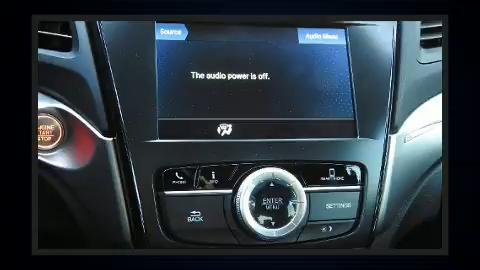 Source
Audio Menu
The audio power is off.
ENGINE
START
STOP
PHONE
INFO
ENTER
MENU
BACK
SETTINGS